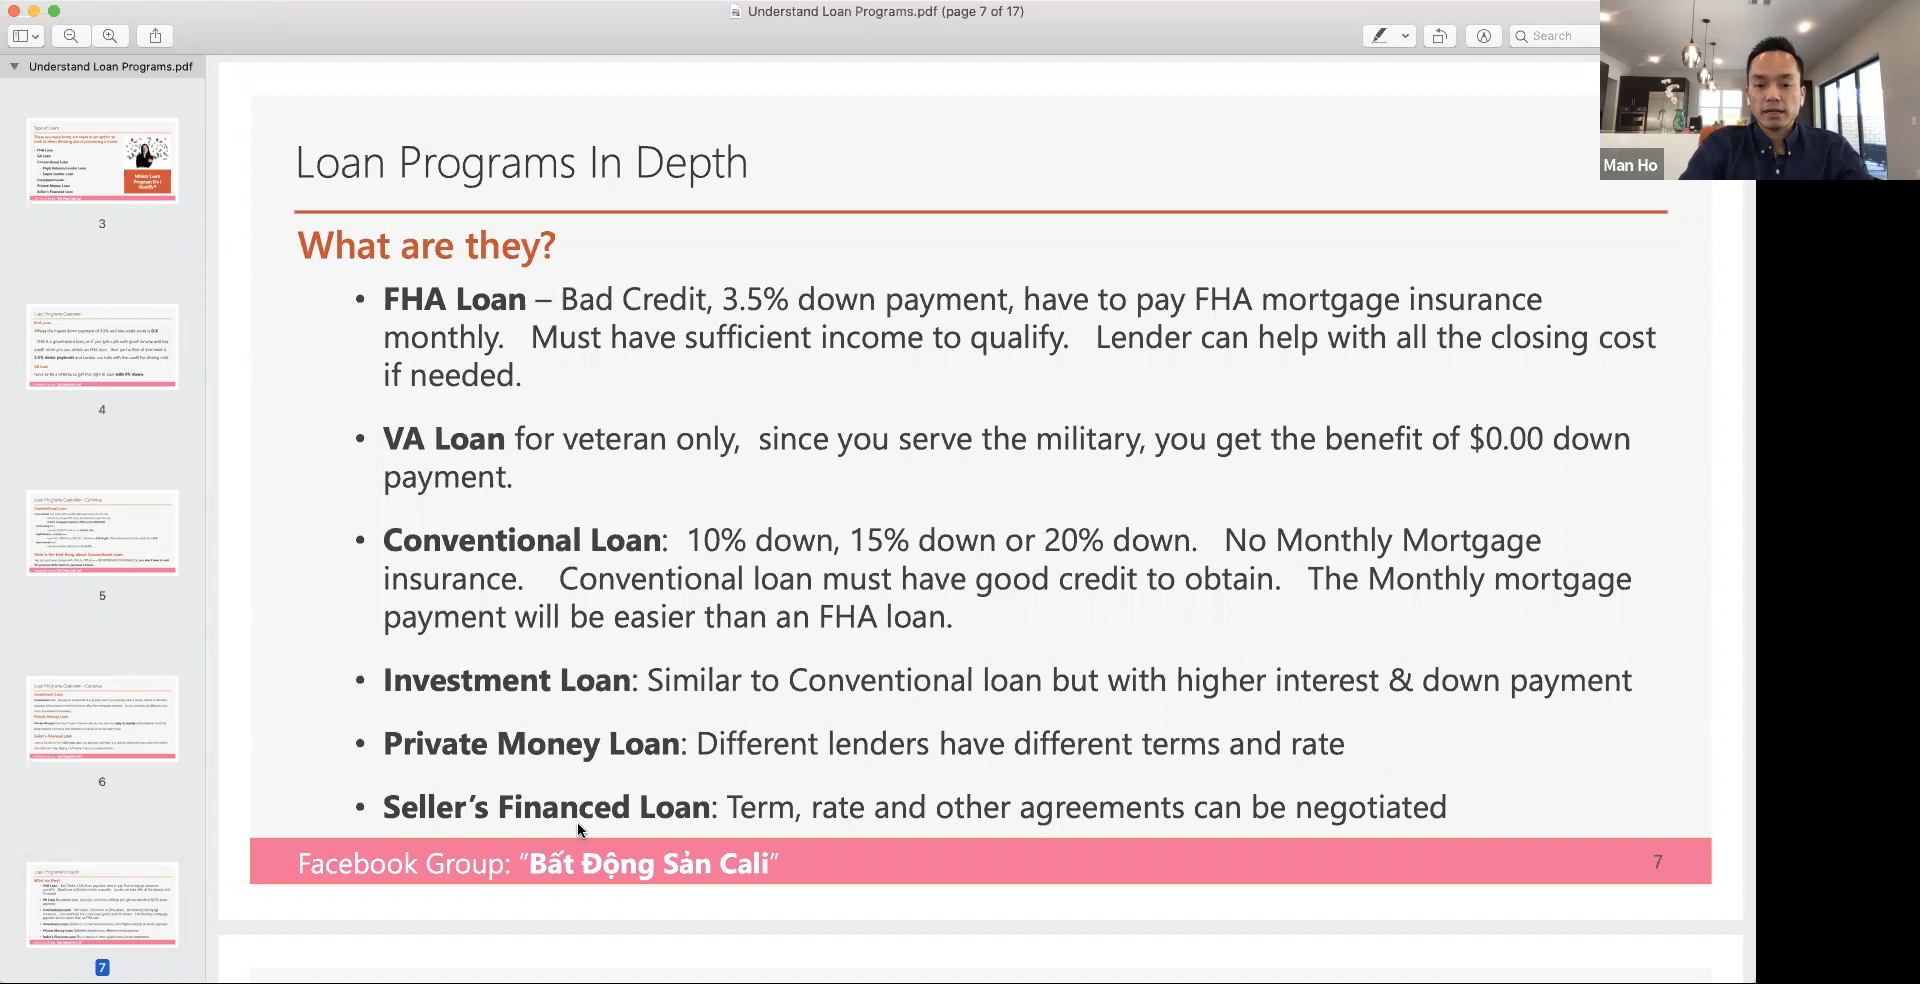 Understand Loan Programs.pdf (page 7 of 17)
Search
Understand Loan Programs.pdf
Man Ho
Loan Programs In Depth
What are they?
• FHA Loan – Bad Credit, 3.5% down payment, have to pay FHA mortgage insurance
monthly. Must have sufficient income to qualify. Lender can help with all the closing cost
if needed.
• VA Loan for veteran only, since you serve the military, you get the benefit of $0.00 down
payment.
• Conventional Loan: 10% down, 15% down or 20% down. No Monthly Mortgage
insurance. Conventional loan must have good credit to obtain. The Monthly mortgage
payment will be easier than an FHA loan.
• Investment Loan: Similar to Conventional loan but with higher interest & down payment
• Private Money Loan: Different lenders have different terms and rate
• Seller’s Financed Loan: Term, rate and other agreements can be negotiated
Facebook Group: “Bất Động Sản Cali”
7
3
4
5
6
7